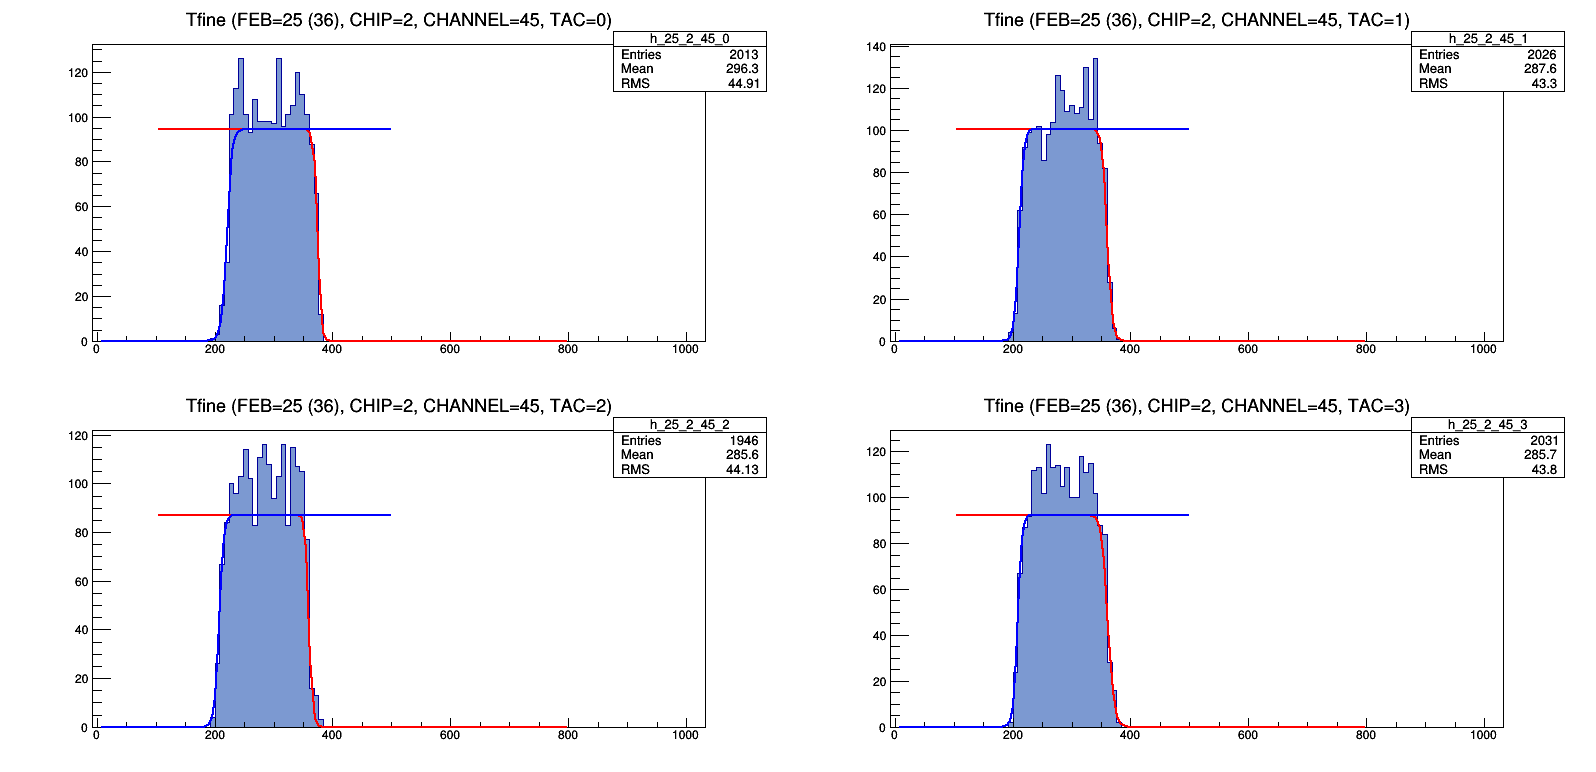 Tfine (FEB=25 (36), CHIP=2, CHANNEL=45, TAC=0)
h_25_2_45_0
Entries 2013
Mean 296.3
RMS 44.91
120
100
80
60
40
20
0
0 200 400 600 800 1000
Tfine (FEB=25 (36), CHIP=2, CHANNEL=45, TAC=1)
h_25_2_45_1
Entries 2026
Mean 287.6
RMS 43.3
140
120
100
80
60
40
20
0
0 200 400 600 800 1000
Tfine (FEB=25 (36), CHIP=2, CHANNEL=45, TAC=2)
h_25_2_45_2
Entries 1946
Mean 285.6
RMS 44.13
120
100
80
60
40
20
0
0 200 400 600 800 1000
Tfine (FEB=25 (36), CHIP=2, CHANNEL=45, TAC=3)
h_25_2_45_3
Entries 2031
Mean 285.7
RMS 43.8
120
100
80
60
40
20
0
0 200 400 600 800 1000